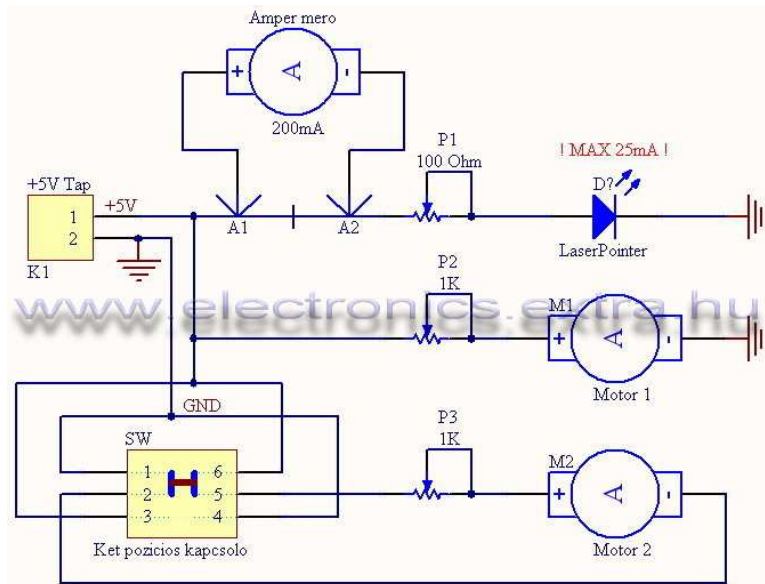 Amper mero
+ A -
200mA
P1
100 Ohm
! MAX 25mA !
D?
+5V Tap
1
+5V
2
A1
A2
LaserPointer
K1
P2
1K
www.electronics.extra.hu
M1
+ A -
Motor 1
GND
SW
P3
1K
1
6
2
5
3
4
M2
+ A -
Ket pozicios kapcsolo
Motor 2